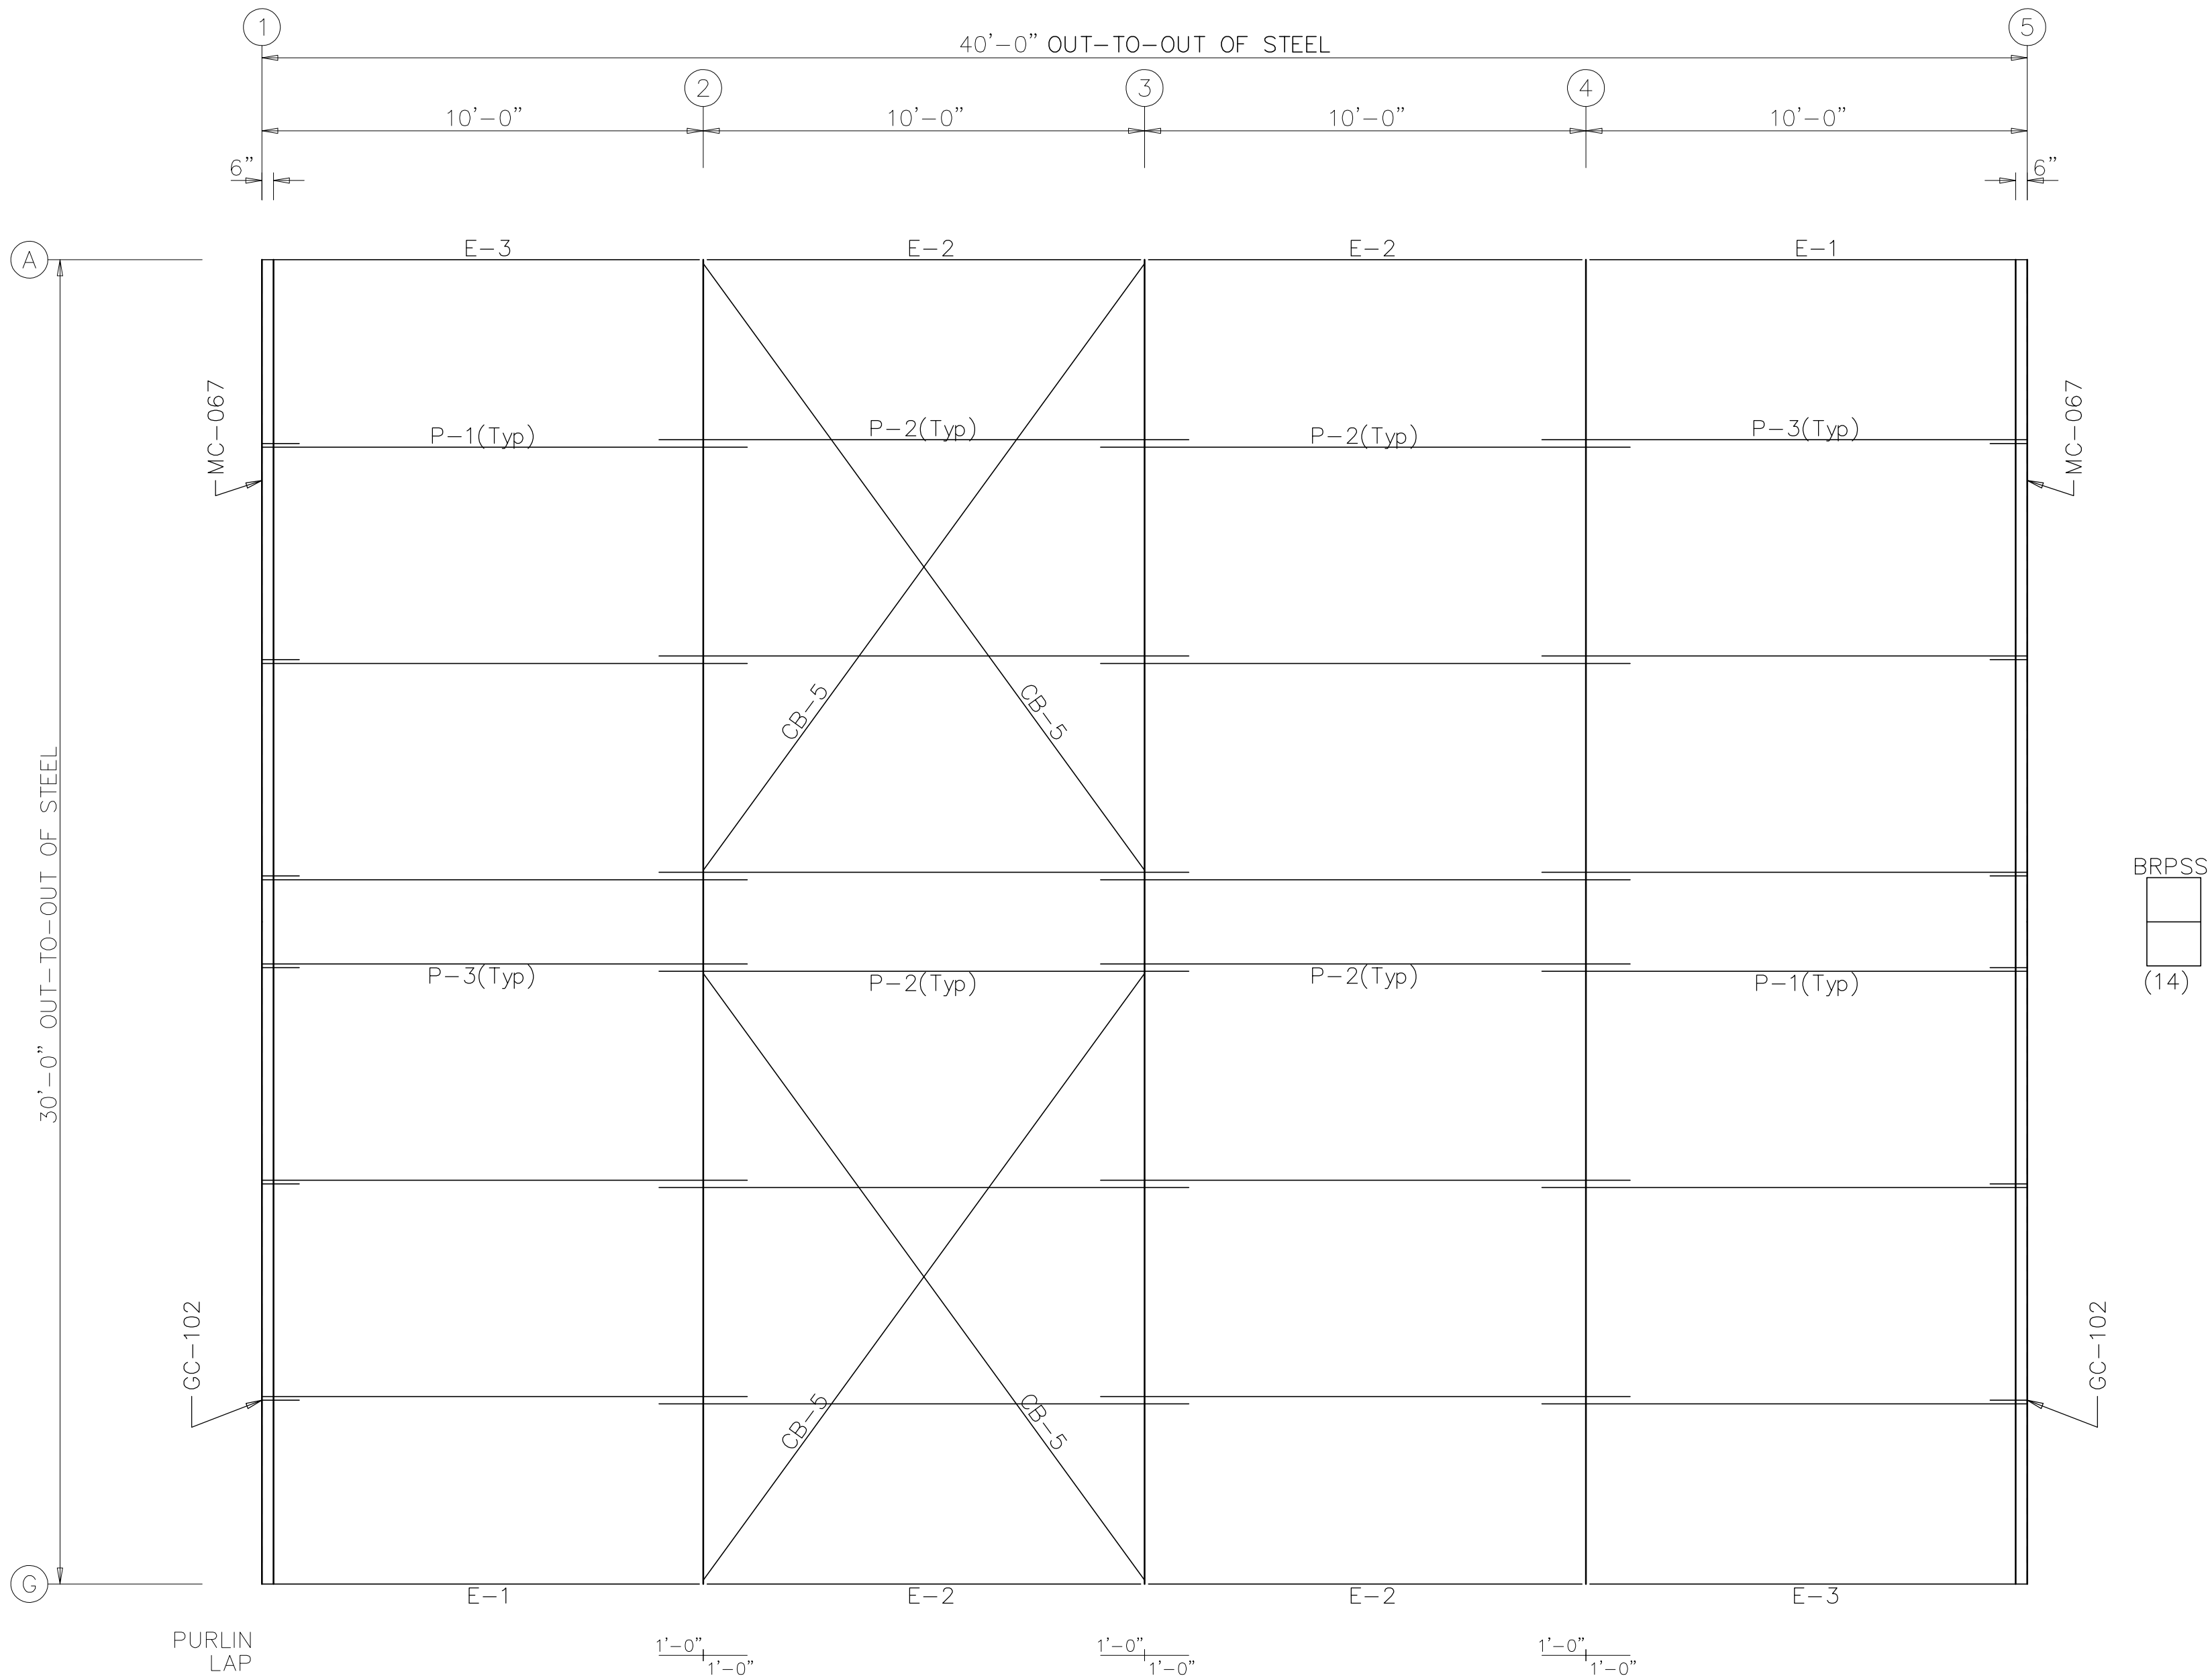 1
5
40'-0" OUT-TO-OUT OF STEEL
2
3
4
10'-0"
10'-0"
10'-0"
10'-0"
6"
6"
E-3
E-2
E-2
E-1
A
MC-067
MC-067
P-1(Typ)
P-2(Typ)
P-2(Typ)
P-3(Typ)
CB-5
CB-5
30'-0" OUT-TO-OUT OF STEEL
BRPSS
(14)
P-3(Typ)
P-2(Typ)
P-2(Typ)
P-1(Typ)
GC-102
GC-102
CB-5
CB-5
G
E-1
E-2
E-2
E-3
PURLIN
LAP
1'-0"
1'-0"
1'-0"
1'-0"
1'-0"
1'-0"